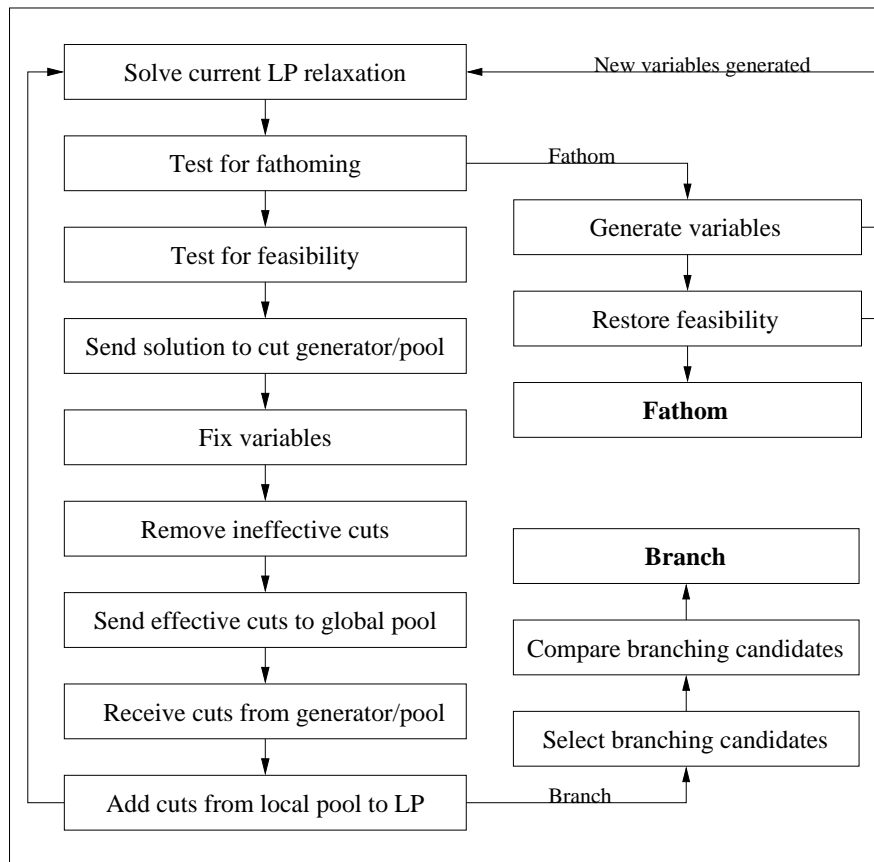 Solve current LP relaxation
New variables generated
Test for fathoming
Fathom
Generate variables
Test for feasibility
Restore feasibility
Send solution to cut generator/pool
Fathom
Fix variables
Remove ineffective cuts
Branch
Send effective cuts to global pool
Compare branching candidates
Receive cuts from generator/pool
Select branching candidates
Add cuts from local pool to LP
Branch